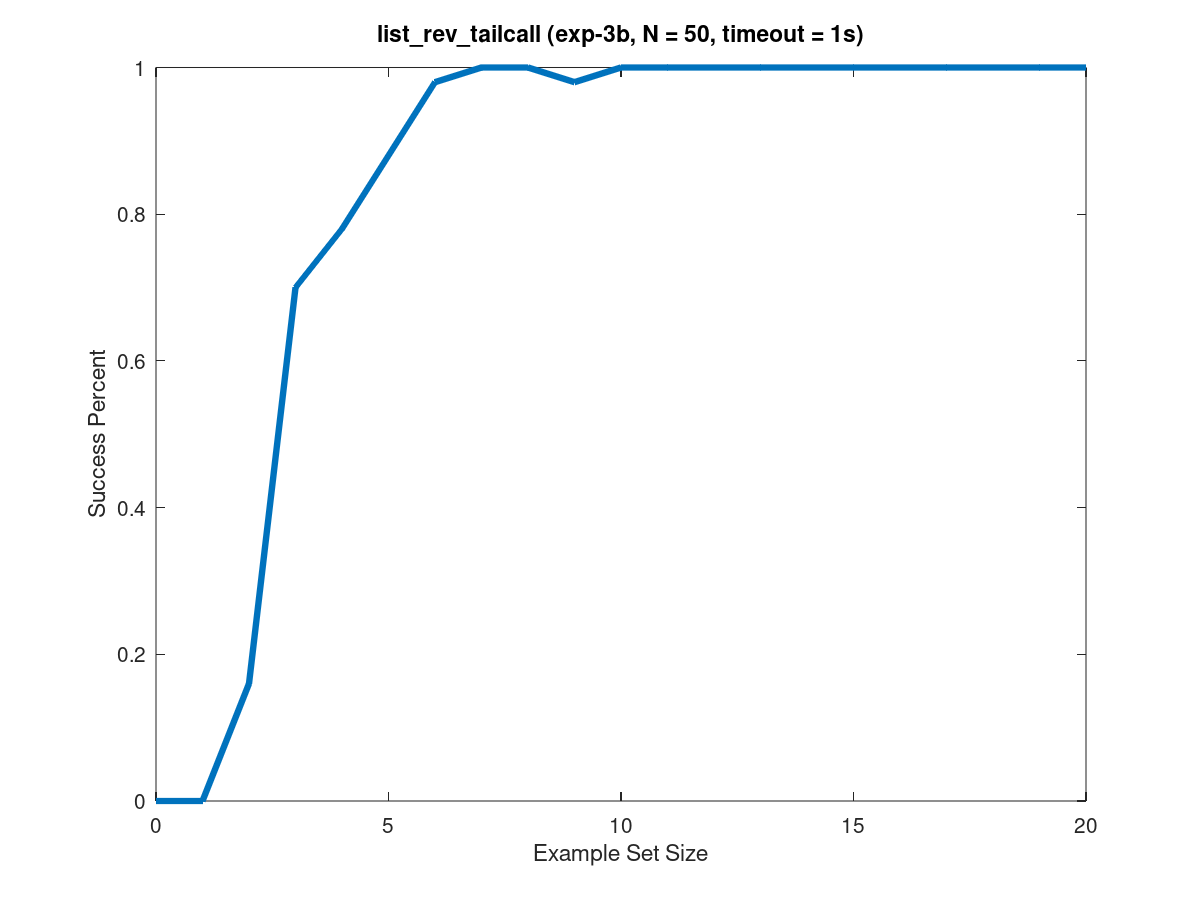 list_rev_tailcall (exp-3b, N = 50, timeout = 1s)
1
0.8
0.6
0.4
0.2
0
Success Percent
0 5 10 15 20
Example Set Size